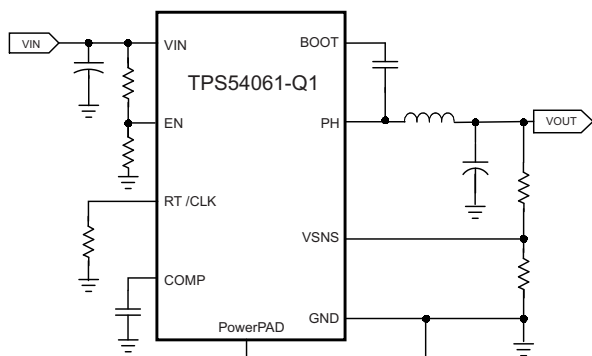 VIN
VIN
BOOT
TPS54061-Q1
EN
PH
VOUT
RT /CLK
VSNS
COMP
GND
PowerPAD